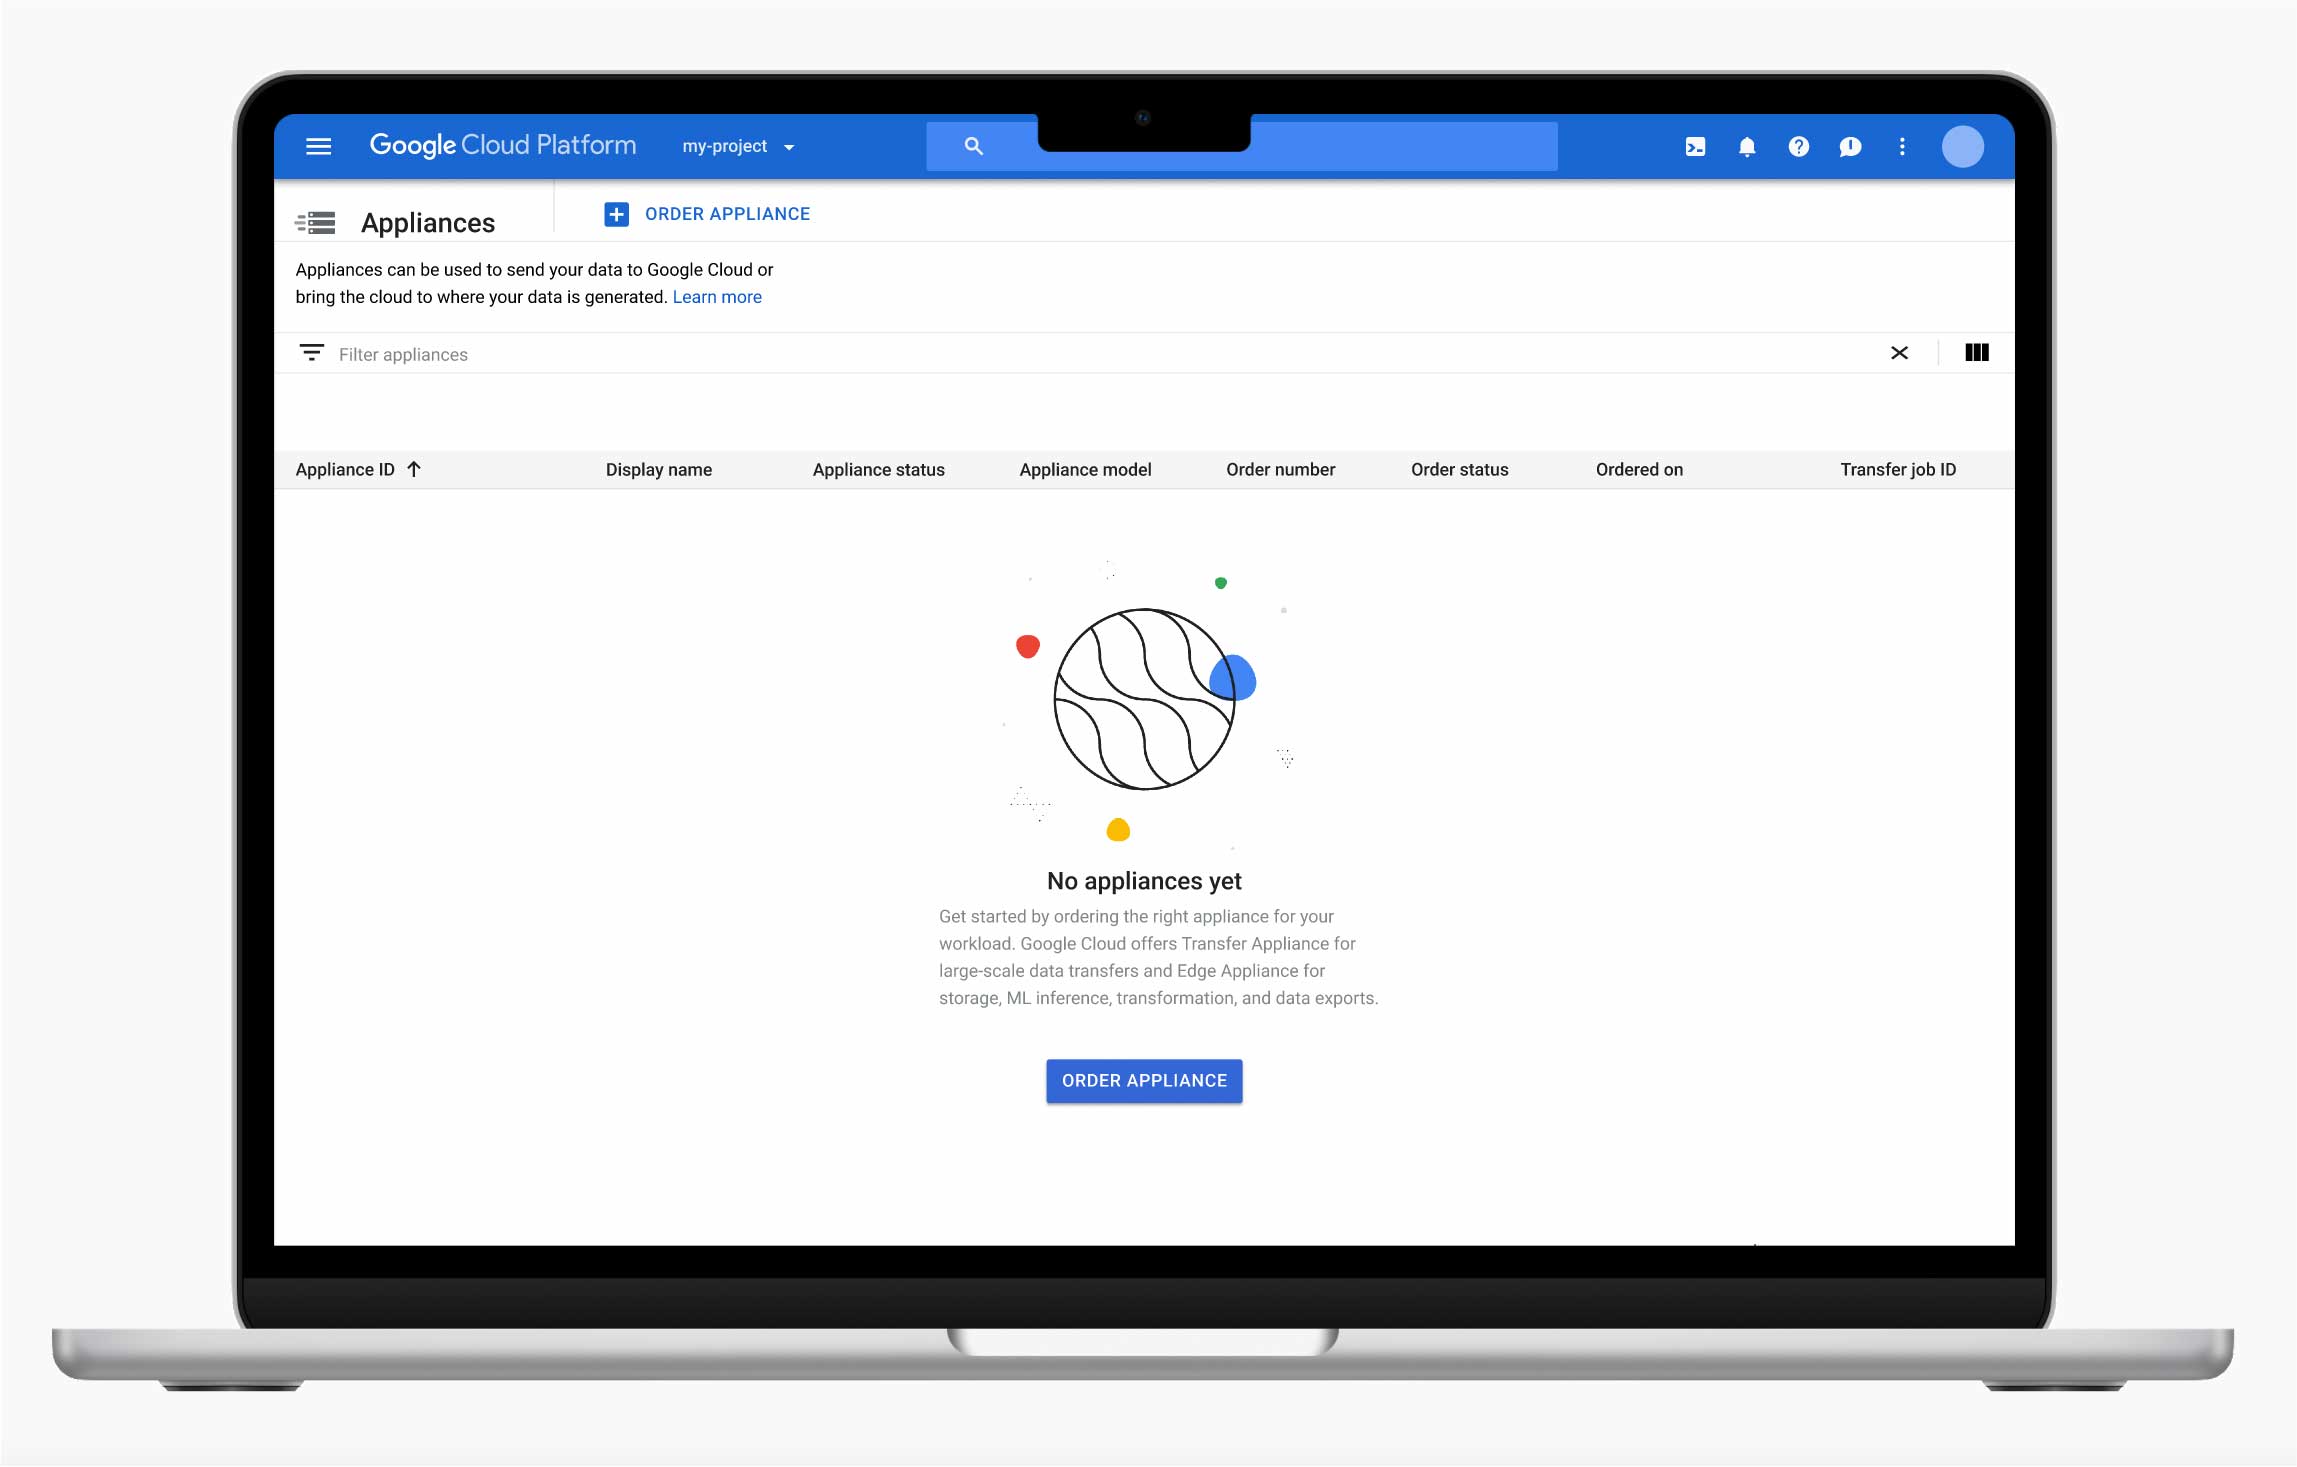 Google Cloud Platform my-project
Appliances
ORDER APPLIANCE
Appliances can be used to send your data to Google Cloud or
bring the cloud to where your data is generated. Learn more
Filter appliances
Appliance ID Display name Appliance status Appliance model Order number Order status Ordered on Transfer job ID
No appliances yet
Get started by ordering the right appliance for your
workload. Google Cloud offers Transfer Appliance for
large-scale data transfers and Edge Appliance for
storage, ML inference, transformation, and data exports.
ORDER APPLIANCE